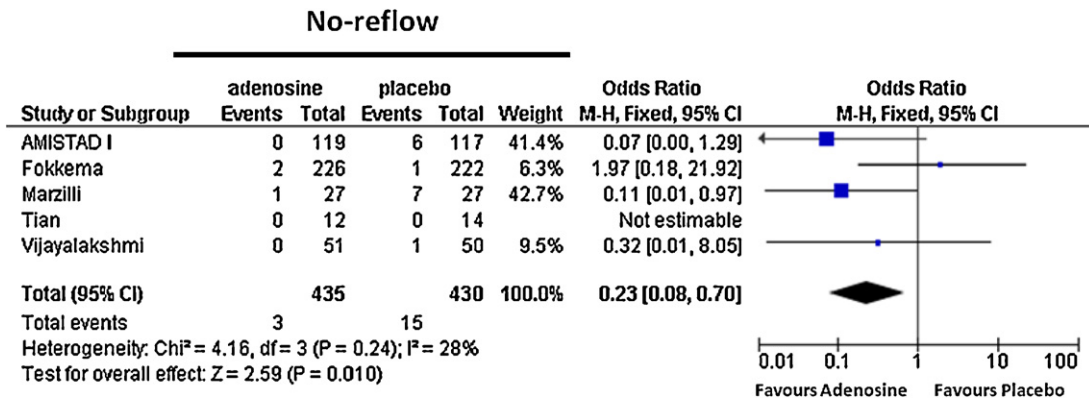 No-reflow
adenosine placebo Odds Ratio Odds Ratio
Study or Subgroup Events Total Events Total Weight M-H, Fixed, 95% CI M-H, Fixed, 95% CI
AMISTAD I 0 119 6 117 41.4% 0.07 [0.00, 1.29]
Fokkema 2 226 1 222 6.3% 1.97 [0.18, 21.92]
Marzilli 1 27 7 27 42.7% 0.11 [0.01, 0.97]
Tian 0 12 0 14 Not estimable
Vijayalakshmi 0 51 1 50 9.5% 0.32 [0.01, 8.05]
Total (95% CI) 435 430 100.0% 0.23 [0.08, 0.70]
Total events 3 15
Heterogeneity: Chi² = 4.16, df = 3 (P = 0.24); I² = 28%
Test for overall effect: Z = 2.59 (P = 0.010)
0.01 0.1 1 10 100
Favours Adenosine Favours Placebo